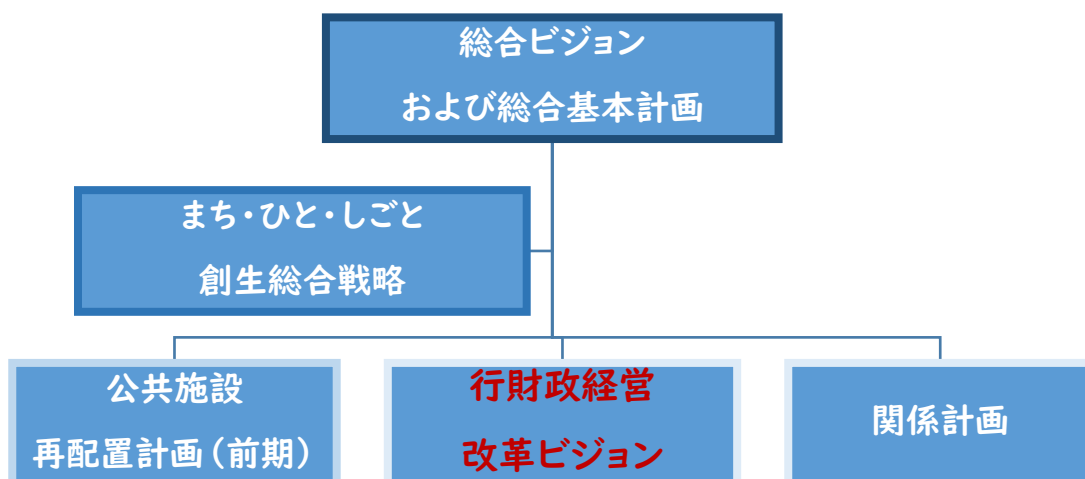 総合ビジョン
および総合基本計画
まち・ひと・しごと
創生総合戦略
公共施設
再配置計画（前期）
行財政経営
改革ビジョン
関係計画